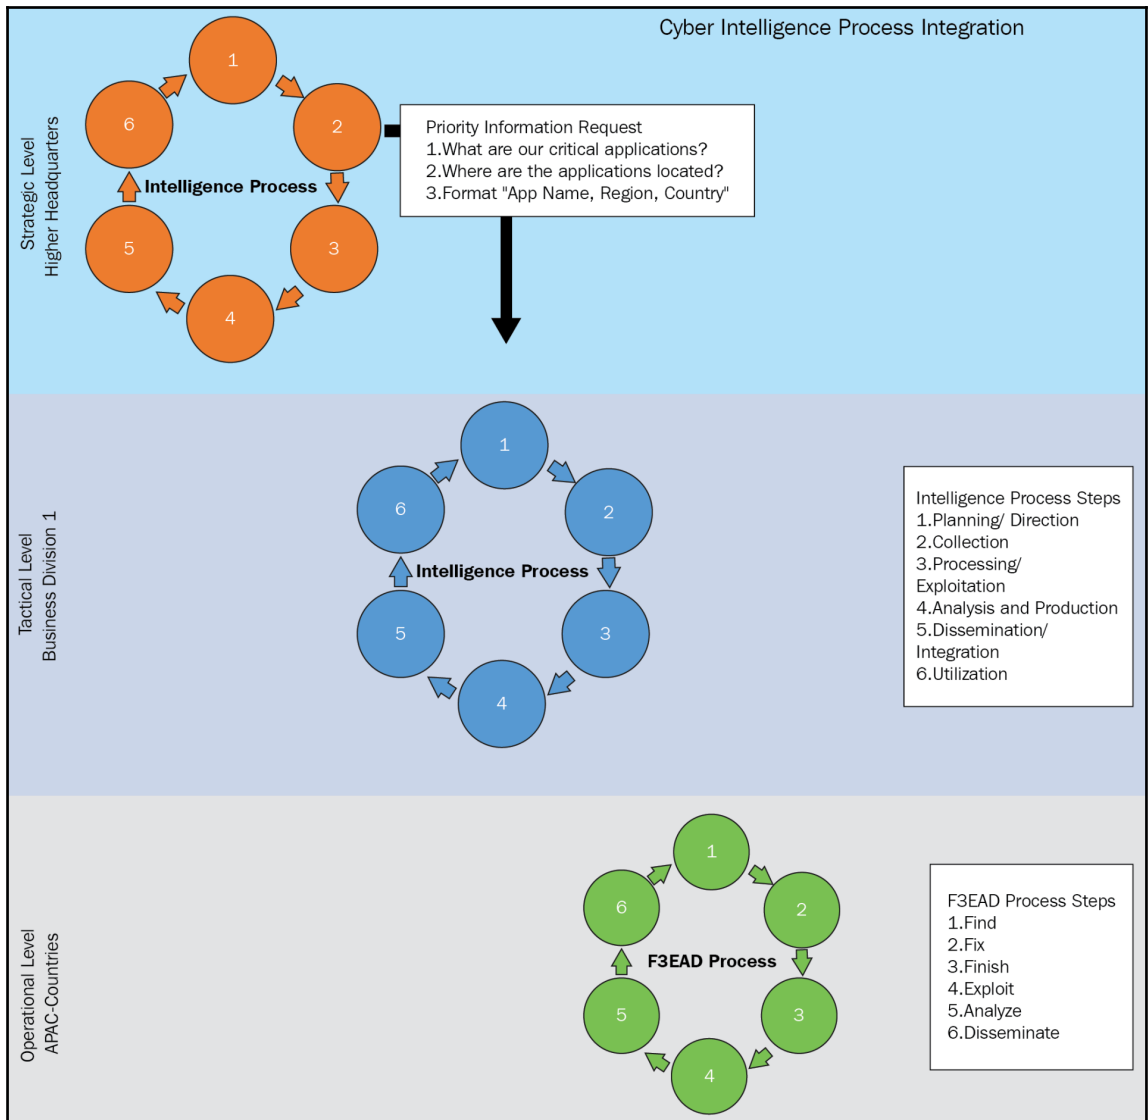 Cyber Intelligence Process Integration
Strategic Level
Higher Headquarters
1
2
3
4
5
6
Intelligence Process
Priority Information Request
1.What are our critical applications?
2.Where are the applications located?
3.Format "App Name, Region, Country"
Tactical Level
Business Division 1
1
2
3
4
5
6
Intelligence Process
Intelligence Process Steps
1.Planning/ Direction
2.Collection
3.Processing/
Exploitation
4.Analysis and Production
5.Dissemination/
Integration
6.Utilization
Operational Level
APAC-Countries
1
2
3
4
5
6
F3EAD Process
F3EAD Process Steps
1.Find
2.Fix
3.Finish
4.Exploit
5.Analyze
6.Disseminate